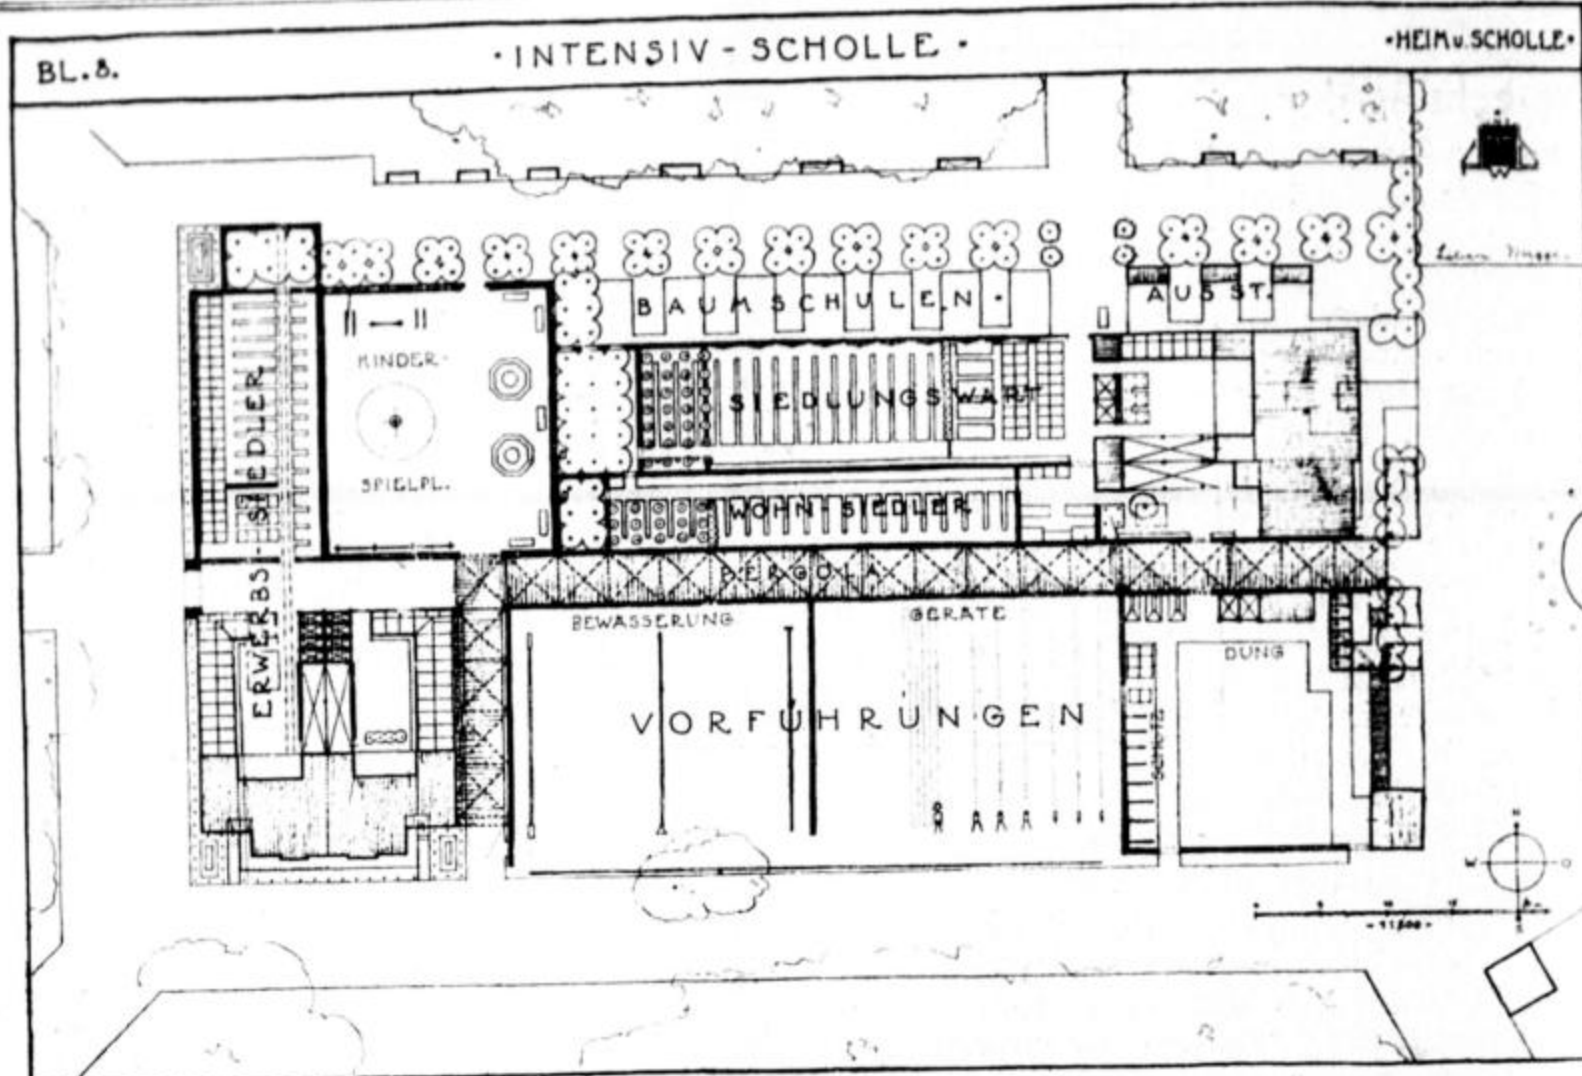 BL. 8.
· INTENSIV - SCHOLLE ·
· HEIM u. SCHOLLE ·
BAUMSCHULEN ·
AUSST.
KINDER-
SPIELPL.
SIEDLUNGSWART
WOHN - SIEDLER
ERWERBS - SIEDLER
PERGOLA
BEWÄSSERUNG
GERÄTE
VORFÜHRUNGEN
DUNG